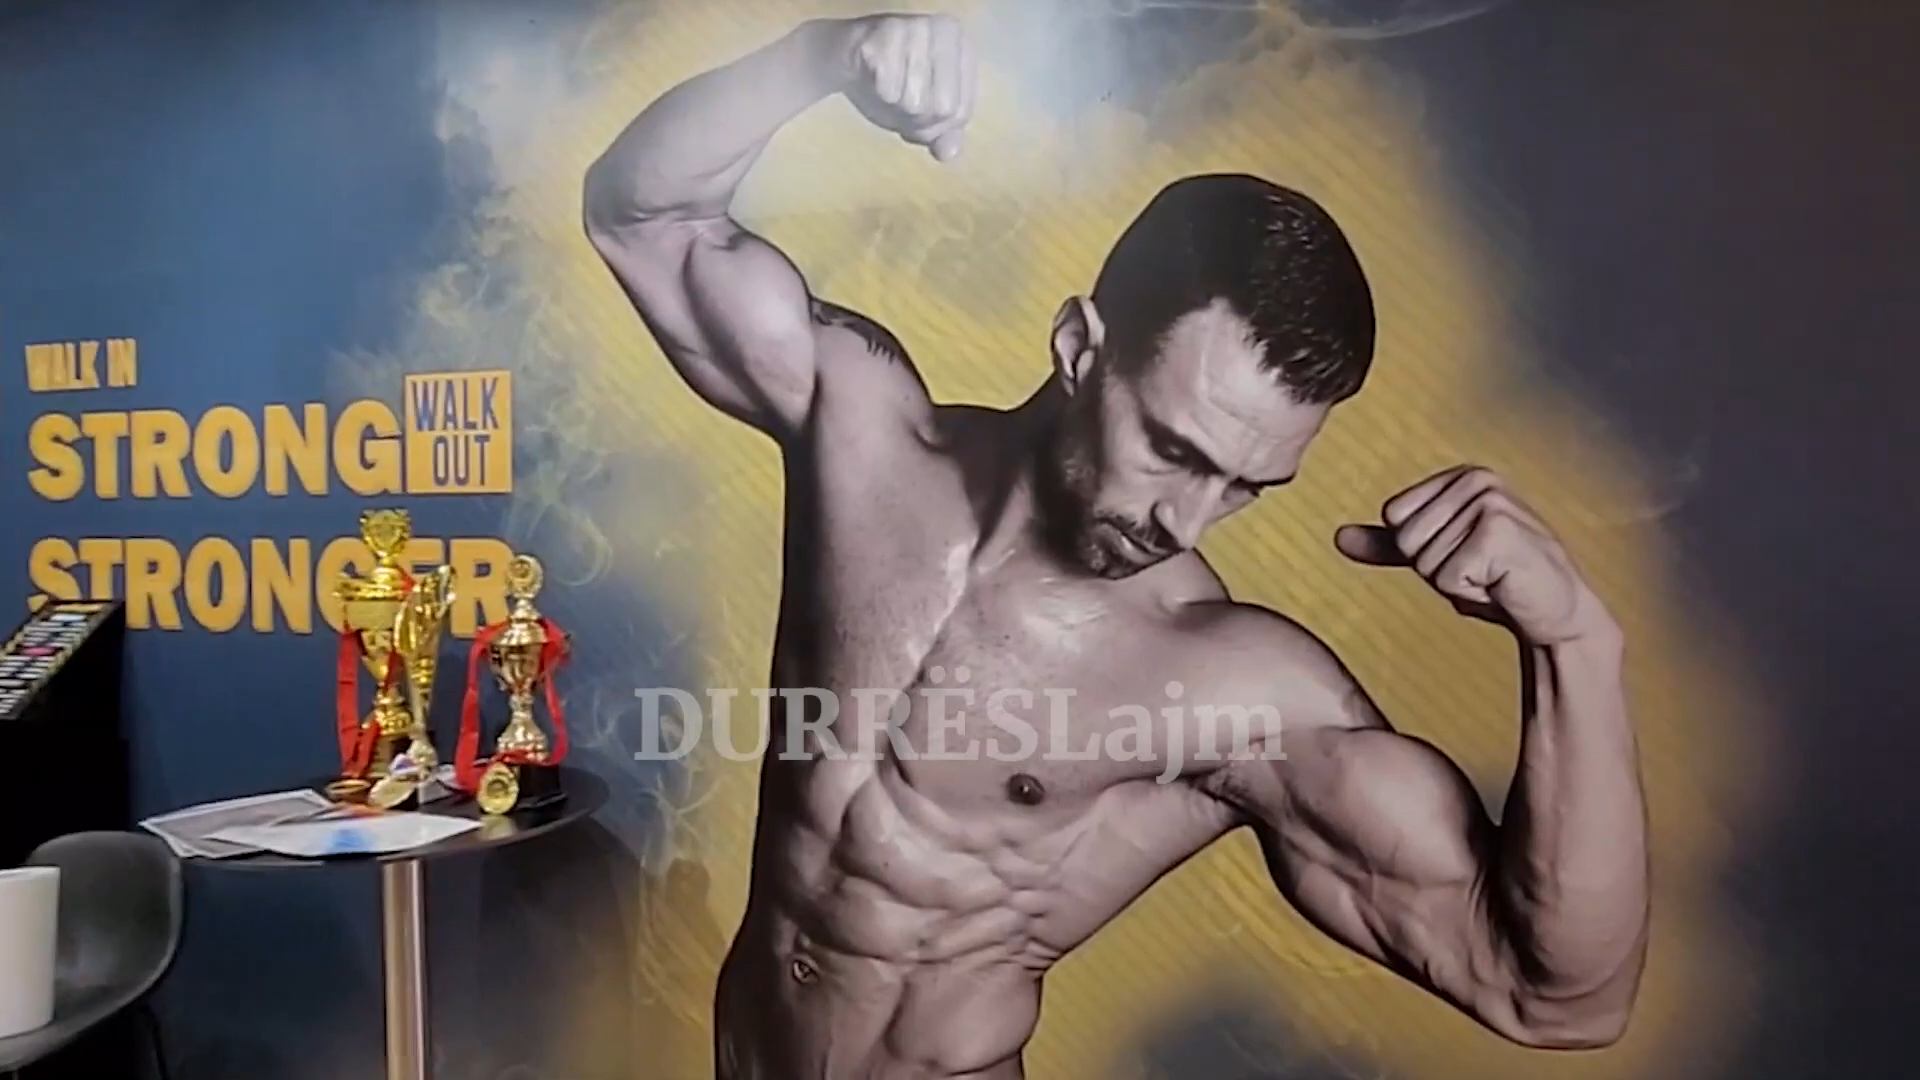 WALK IN
STRONG WALK OUT
STRONGER
DURRËSLajm